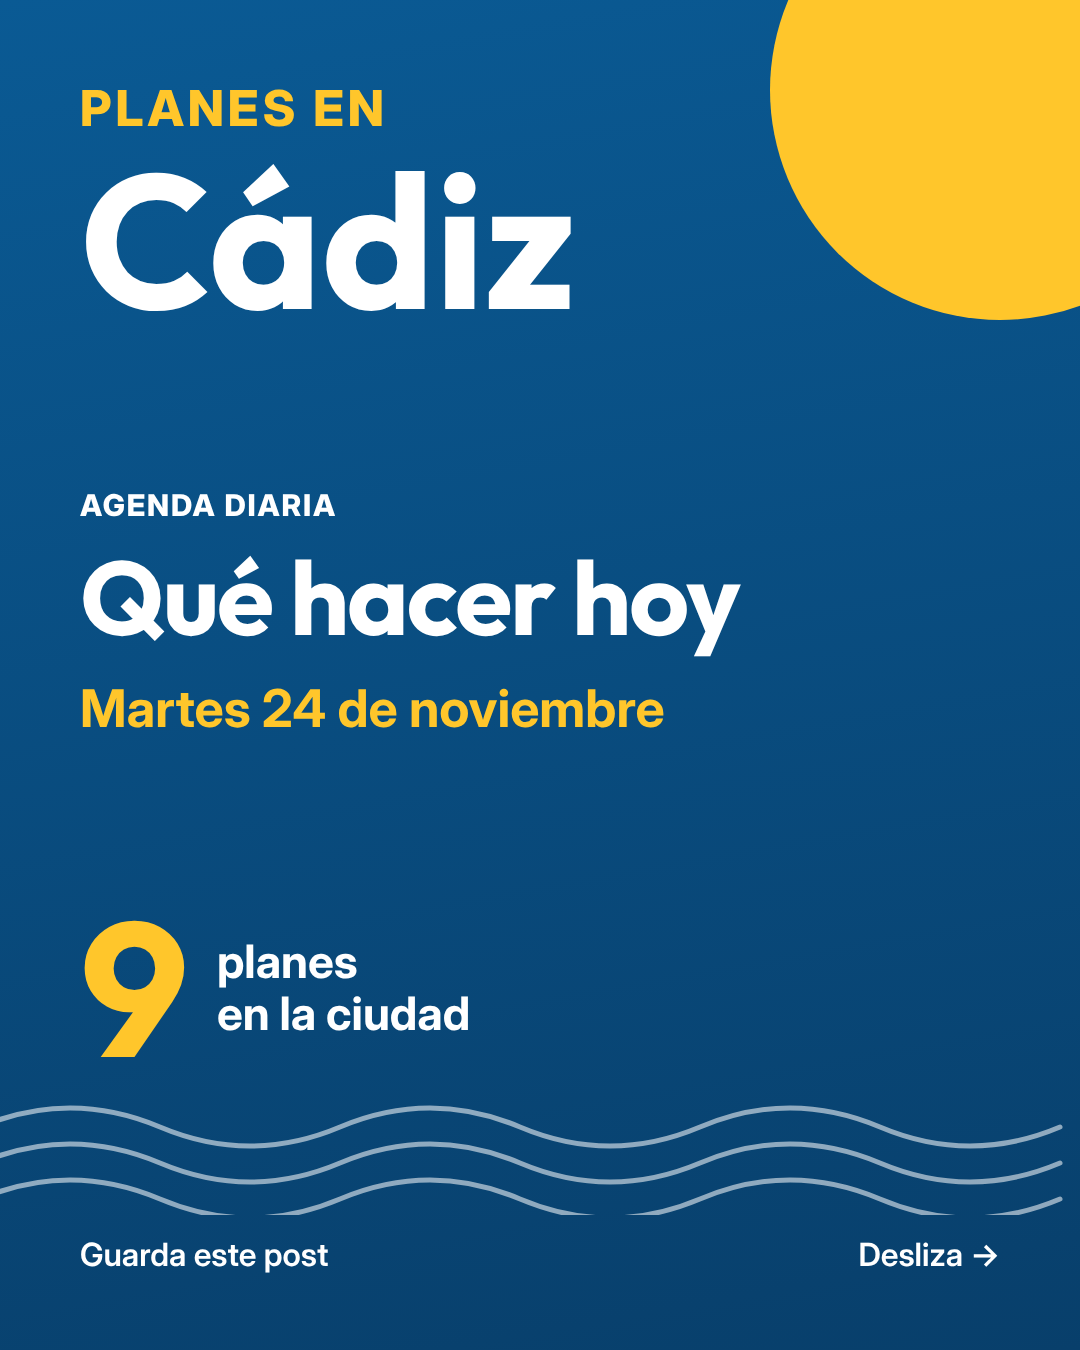 PLANES EN
Cádiz
AGENDA DIARIA
Qué hacer hoy
Martes 24 de noviembre
9
planes
en la ciudad
Guarda este post
Desliza →